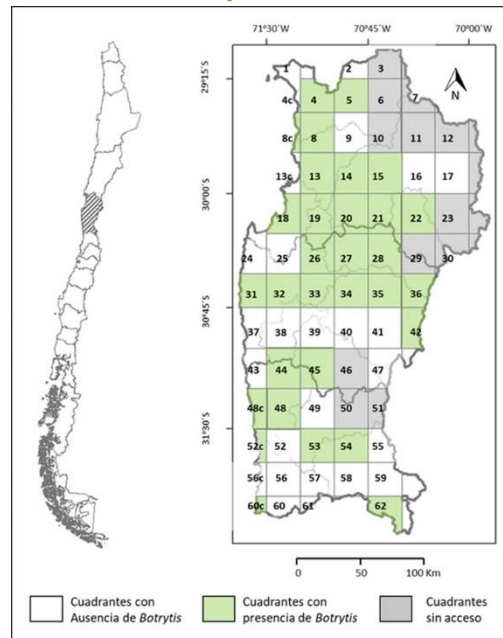 71°30'W 70°45'W 70°00'W
29°15'S
30°00'S
30°45'S
31°30'S
N
1 2 3
4c 4 5 6 7
8c 8 9 10 11 12
13c 13 14 15 16 17
18 19 20 21 22 23
24 25 26 27 28 29 30
31 32 33 34 35 36
37 38 39 40 41 42
43 44 45 46 47
48c 48 49 50 51
52c 52 53 54 55
56c 56 57 58 59
60c 60 61 62
0 50 100 Km
Cuadrantes con Ausencia de Botrytis
Cuadrantes con presencia de Botrytis
Cuadrantes sin acceso